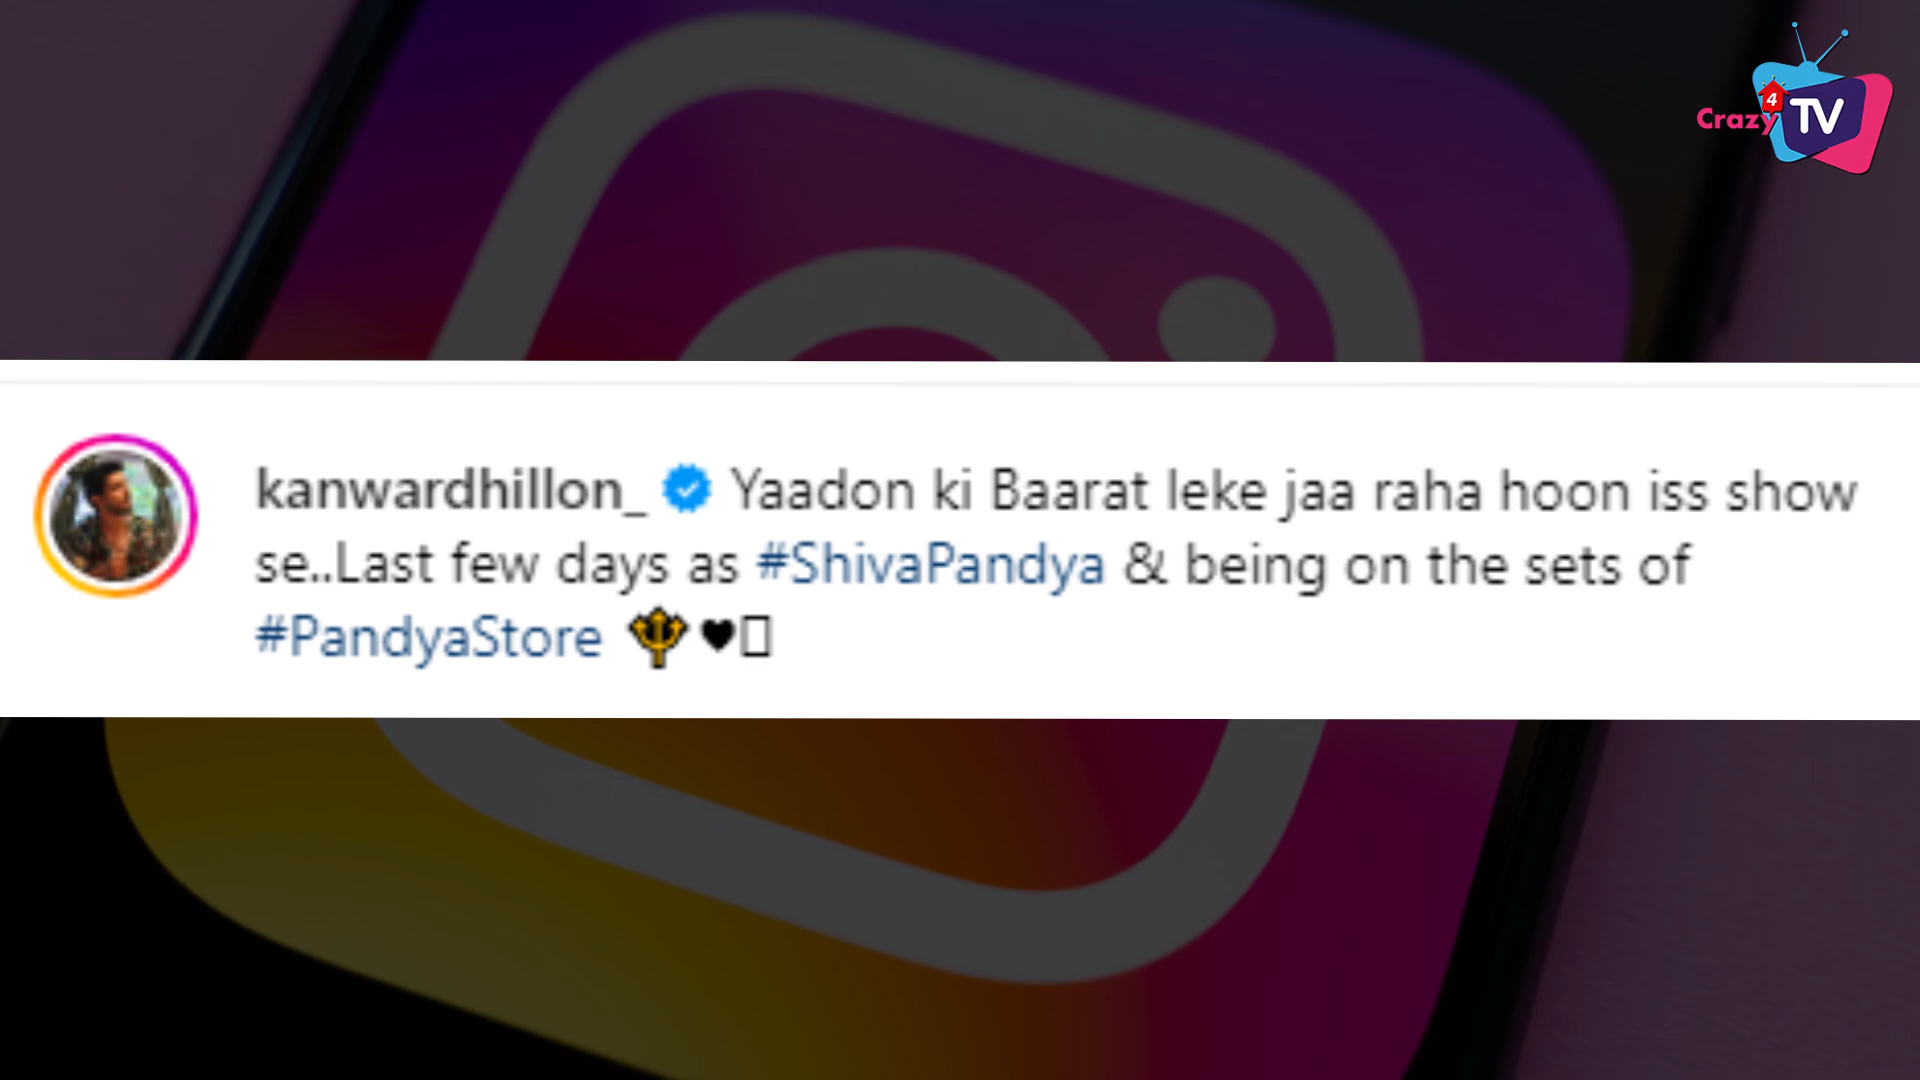 Crazy 4 TV
kanwardhillon_ Yaadon ki Baarat leke jaa raha hoon iss show
se..Last few days as #ShivaPandya & being on the sets of
#PandyaStore 🔱♥